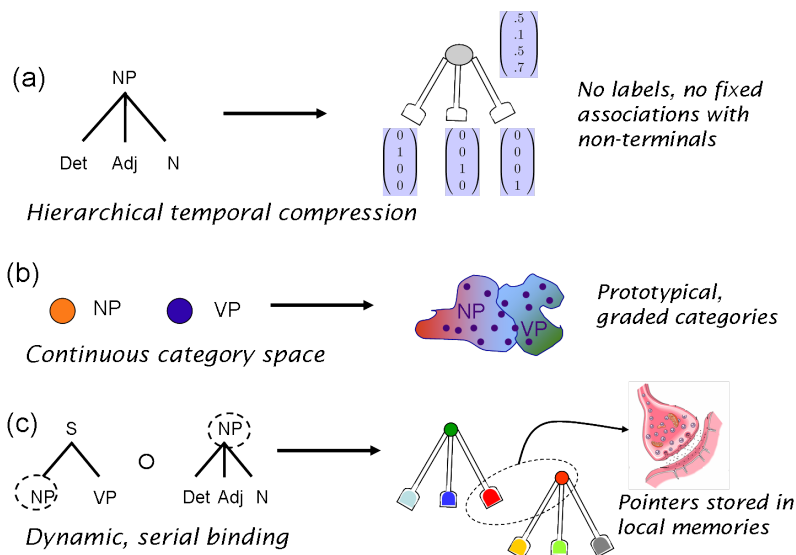 (a)
NP
Det Adj N
.5
.1
.5
.7
0 0 0
1 0 0
0 1 0
0 0 1
No labels, no fixed
associations with
non-terminals
Hierarchical temporal compression
(b)
NP VP
NP
VP
Prototypical,
graded categories
Continuous category space
(c)
S
NP VP
O
NP
Det Adj N
Pointers stored in
local memories
Dynamic, serial binding